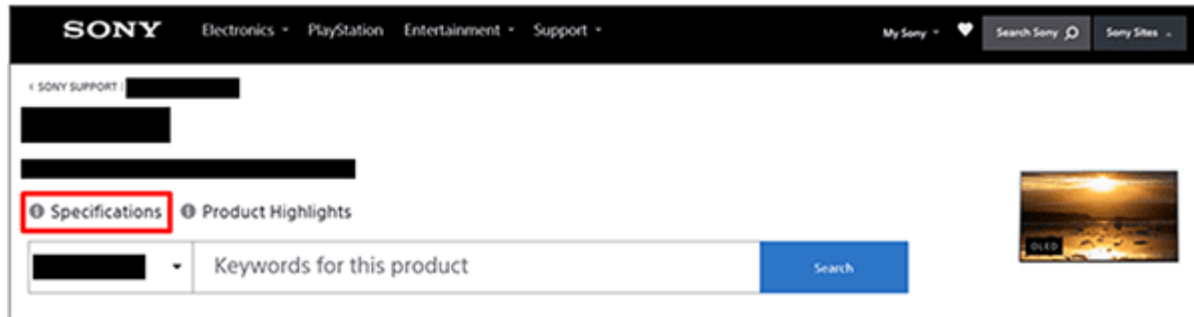 SONY Electronics PlayStation Entertainment Support My Sony Search Sony Sony Sites
‹ SONY SUPPORT |
Specifications Product Highlights
Keywords for this product Search
OLED